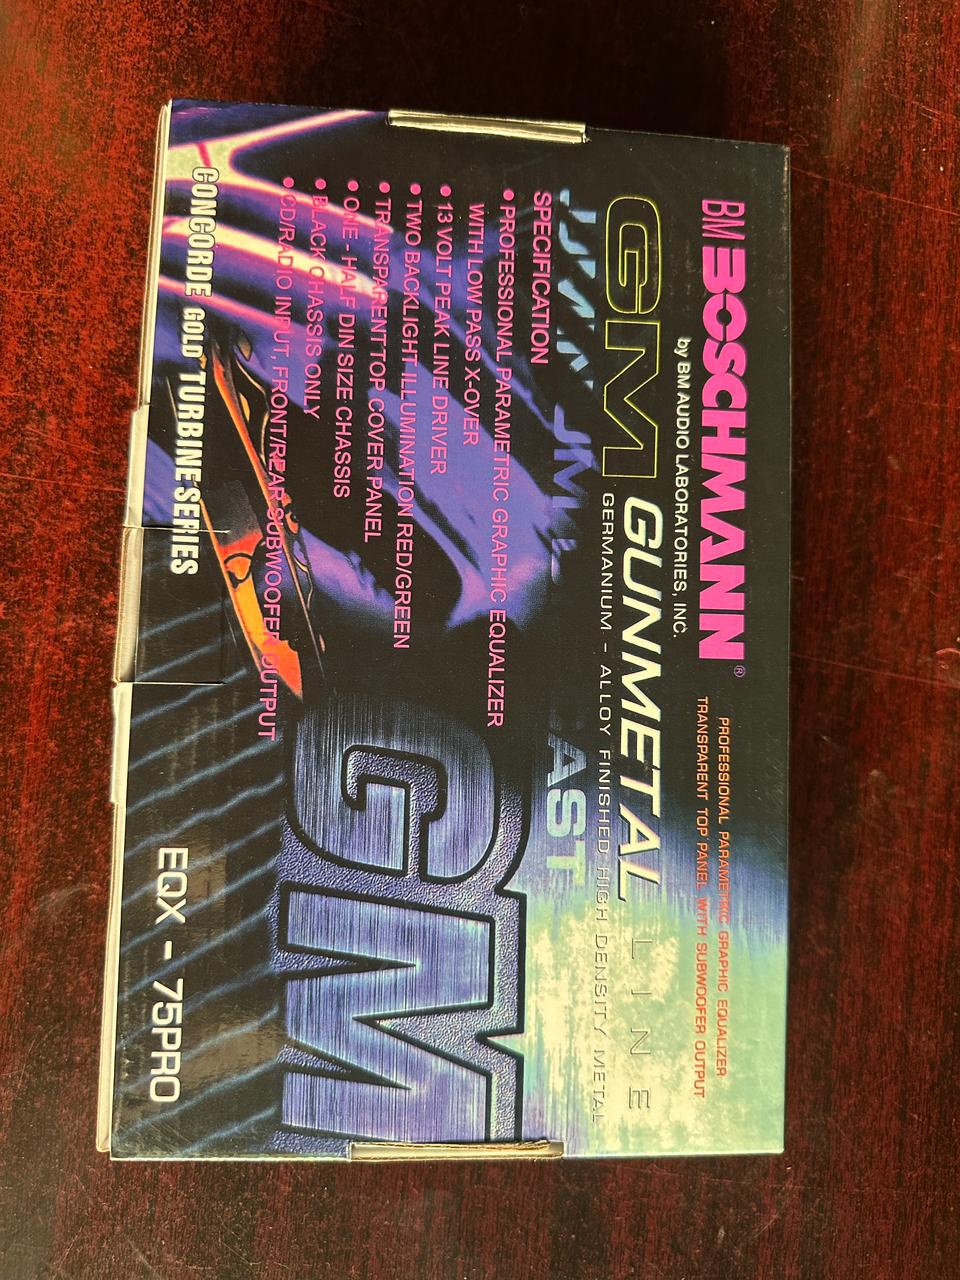 BM BOSCHMANN®
by BM AUDIO LABORATORIES, INC.
PROFESSIONAL PARAMETRIC GRAPHIC EQUALIZER
TRANSPARENT TOP PANEL WITH SUBWOOFER OUTPUT
GM GUNMETAL LINE
GERMANIUM - ALLOY FINISHED HIGH DENSITY METAL
AST
SPECIFICATION
• PROFESSIONAL PARAMETRIC GRAPHIC EQUALIZER
WITH LOW PASS X-OVER
• 13 VOLT PEAK LINE DRIVER
• TWO BACKLIGHT ILLUMINATION RED/GREEN
• TRANSPARENT TOP COVER PANEL
• ONE - HALF DIN SIZE CHASSIS
• BLACK CHASSIS ONLY
• CD/RADIO INPUT, FRONT/REAR SUBWOOFER OUTPUT
GM
CONCORDE GOLD TURBINE SERIES
EQX - 75PRO